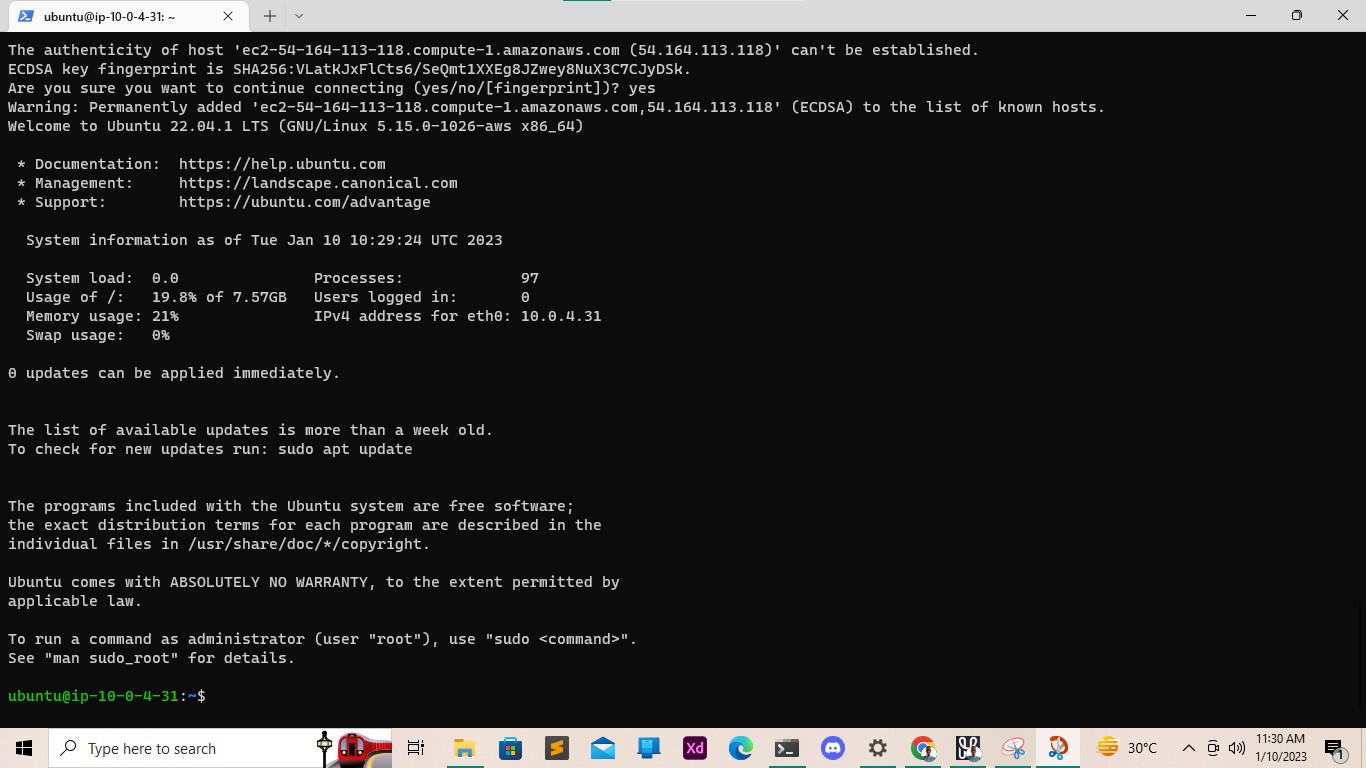 ubuntu@ip-10-0-4-31: ~
The authenticity of host 'ec2-54-164-113-118.compute-1.amazonaws.com (54.164.113.118)' can't be established.
ECDSA key fingerprint is SHA256:VLatKJxFlCts6/SeQmt1XXEg8JZwey8NuX3C7CJyDSk.
Are you sure you want to continue connecting (yes/no/[fingerprint])? yes
Warning: Permanently added 'ec2-54-164-113-118.compute-1.amazonaws.com,54.164.113.118' (ECDSA) to the list of known hosts.
Welcome to Ubuntu 22.04.1 LTS (GNU/Linux 5.15.0-1026-aws x86_64)
* Documentation:  https://help.ubuntu.com
* Management:     https://landscape.canonical.com
* Support:        https://ubuntu.com/advantage
System information as of Tue Jan 10 10:29:24 UTC 2023
System load:  0.0               Processes:             97
Usage of /:   19.8% of 7.57GB   Users logged in:       0
Memory usage: 21%               IPv4 address for eth0: 10.0.4.31
Swap usage:   0%
0 updates can be applied immediately.
The list of available updates is more than a week old.
To check for new updates run: sudo apt update
The programs included with the Ubuntu system are free software;
the exact distribution terms for each program are described in the
individual files in /usr/share/doc/*/copyright.
Ubuntu comes with ABSOLUTELY NO WARRANTY, to the extent permitted by
applicable law.
To run a command as administrator (user "root"), use "sudo <command>".
See "man sudo_root" for details.
ubuntu@ip-10-0-4-31:~$
Type here to search
Xd
30°C
11:30 AM
1/10/2023
1